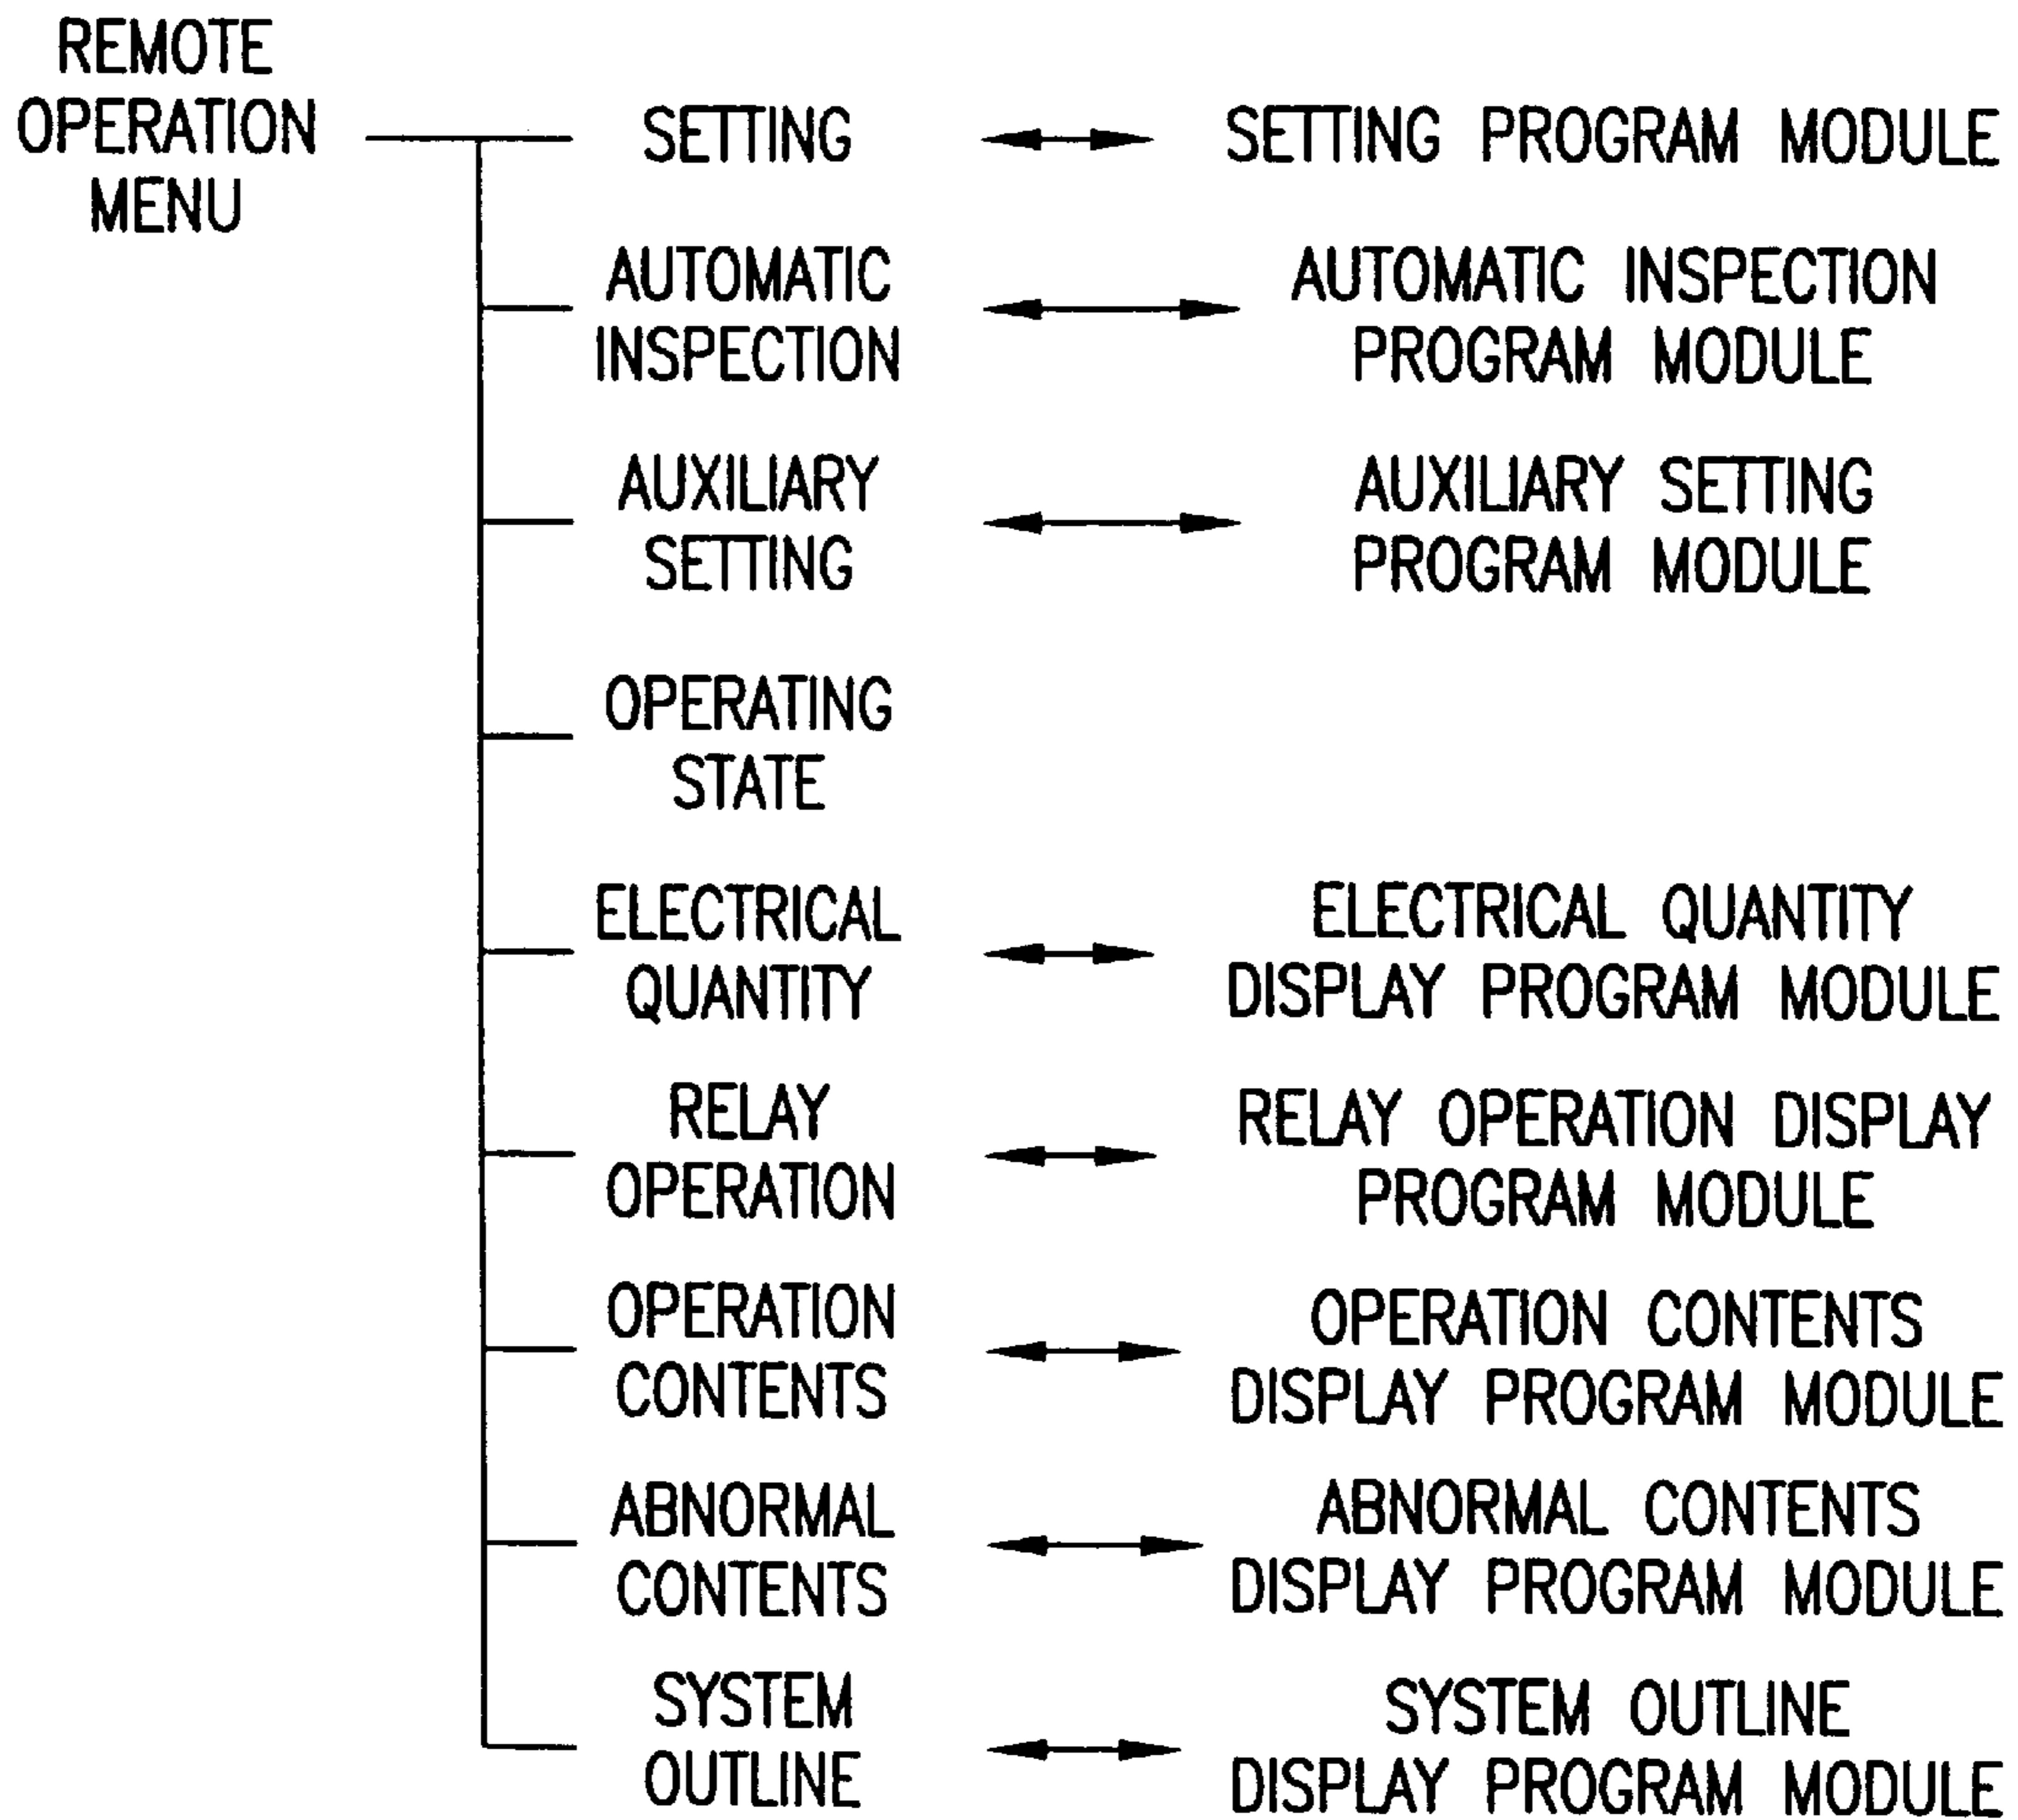 REMOTE
OPERATION
MENU
SETTING
SETTING PROGRAM MODULE
AUTOMATIC
INSPECTION
AUTOMATIC INSPECTION
PROGRAM MODULE
AUXILIARY
SETTING
AUXILIARY SETTING
PROGRAM MODULE
OPERATING
STATE
ELECTRICAL
QUANTITY
ELECTRICAL QUANTITY
DISPLAY PROGRAM MODULE
RELAY
OPERATION
RELAY OPERATION DISPLAY
PROGRAM MODULE
OPERATION
CONTENTS
OPERATION CONTENTS
DISPLAY PROGRAM MODULE
ABNORMAL
CONTENTS
ABNORMAL CONTENTS
DISPLAY PROGRAM MODULE
SYSTEM
OUTLINE
SYSTEM OUTLINE
DISPLAY PROGRAM MODULE